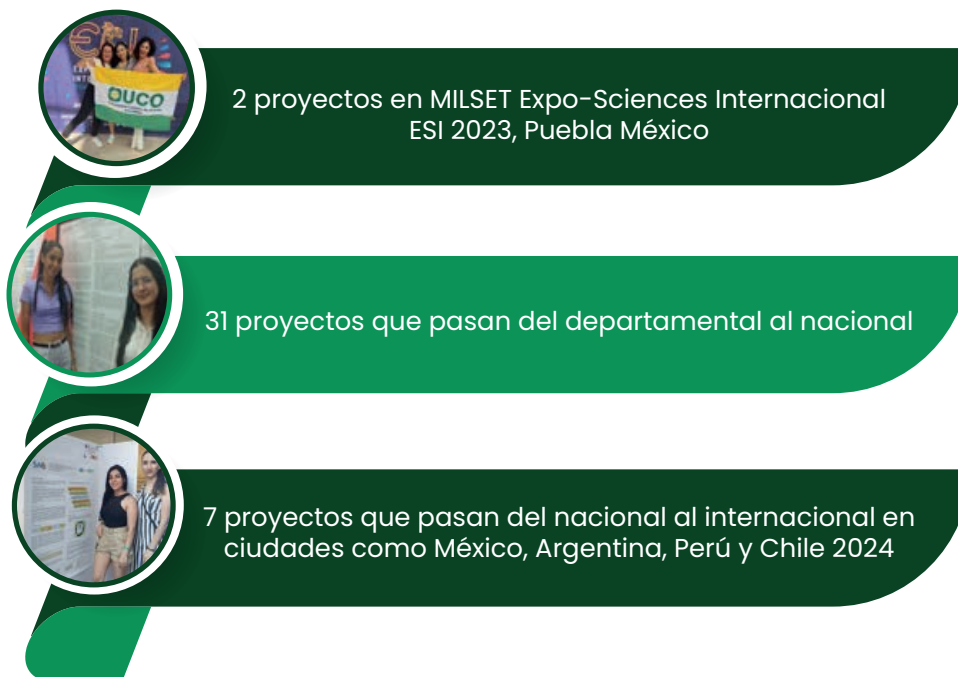 UCO
2 proyectos en MILSET Expo-Sciences Internacional
ESI 2023, Puebla México
31 proyectos que pasan del departamental al nacional
7 proyectos que pasan del nacional al internacional en
ciudades como México, Argentina, Perú y Chile 2024